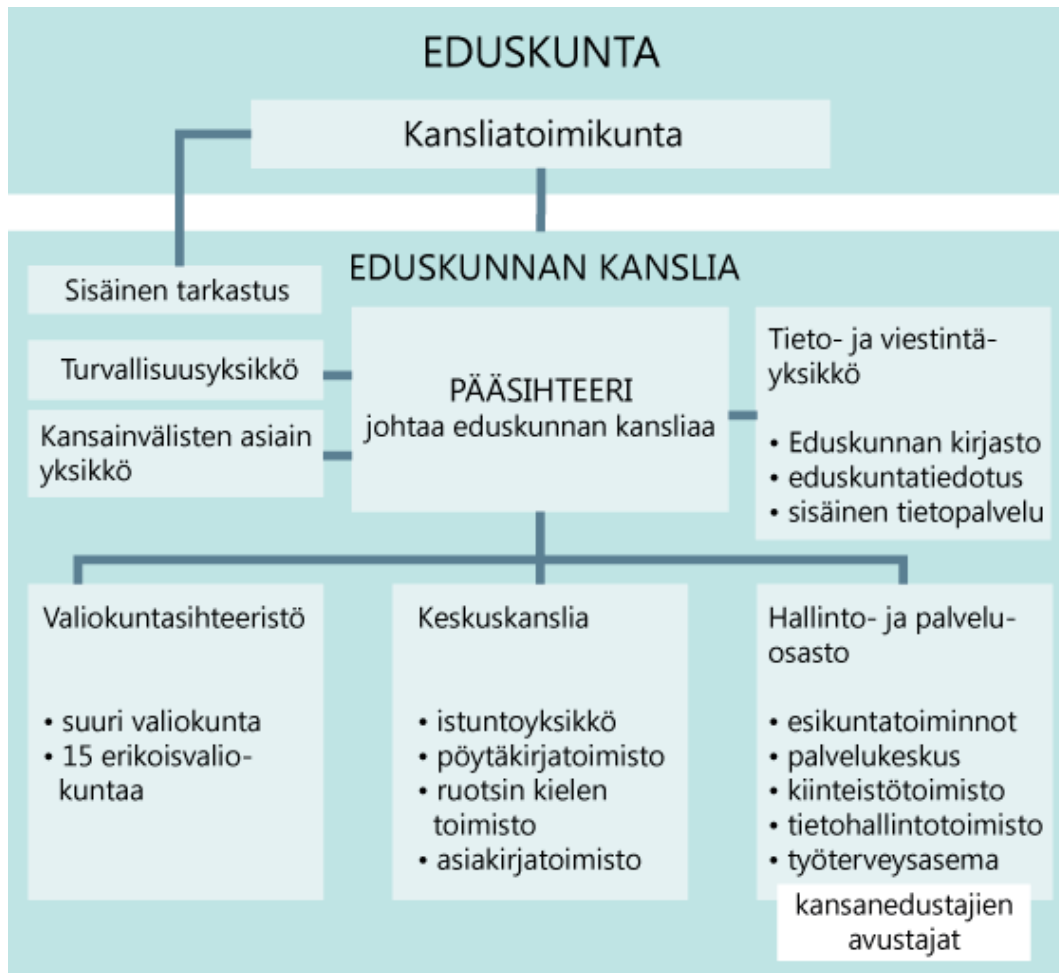 EDUSKUNTA
Kansliatoimikunta
EDUSKUNNAN KANSLIA
Sisäinen tarkastus
Turvallisuusyksikkö
Kansainvälisten asiain
yksikkö
PÄÄSIHTEERI
johtaa eduskunnan kansliaa
Tieto- ja viestintä-
yksikkö
• Eduskunnan kirjasto
• eduskuntatiedotus
• sisäinen tietopalvelu
Valiokuntasihteeristö
• suuri valiokunta
• 15 erikoisvalio-
kuntaa
Keskuskanslia
• istuntoyksikkö
• pöytäkirjatoimisto
• ruotsin kielen
toimisto
• asiakirjatoimisto
Hallinto- ja palvelu-
osasto
• esikuntatoiminnot
• palvelukeskus
• kiinteistötoimisto
• tietohallintotoimisto
• työterveysasema
kansanedustajien
avustajat